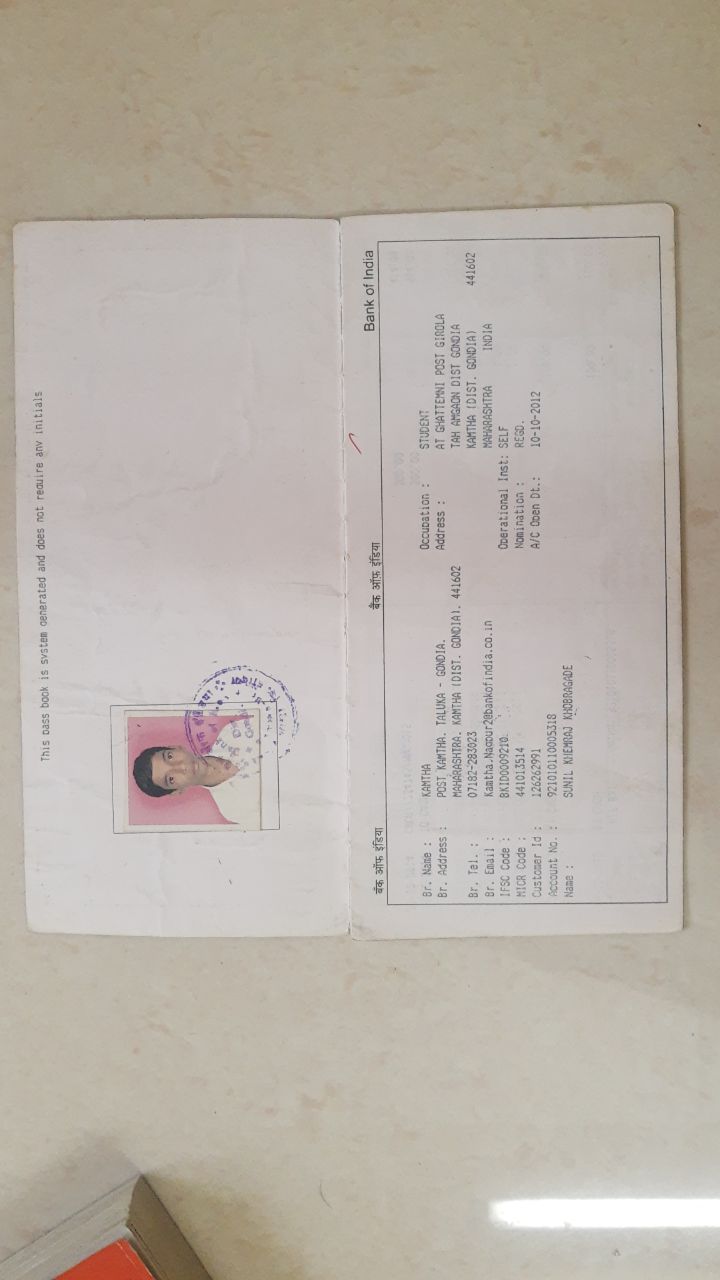 This pass book is system generated and does not require any initials
बैंक ऑफ इंडिया बैंक ऑफ़ इंडिया Bank of India
Br. Name : KAMTHA Occupation : STUDENT
Br. Address : POST KAMTHA. TALUKA - GONDIA. Address : AT GHATTEMNI POST GIROLA
MAHARASHTRA. KAMTHA (DIST. GONDIA). 441602 TAH AMGAON DIST GONDIA
Br. Tel. : 07182-283023 KAMTHA (DIST. GONDIA) 441602
Br. Email : Kamtha.Nagpur2@bankofindia.co.in MAHARASHTRA INDIA
IFSC Code : BKID0009210 Operational Inst: SELF
MICR Code : 441013514 Nomination : REGD.
Customer Id : 126262991 A/C Open Dt.: 10-10-2012
Account No. : 921010110005318
Name : SUNIL KHEMRAJ KHOBRAGADE